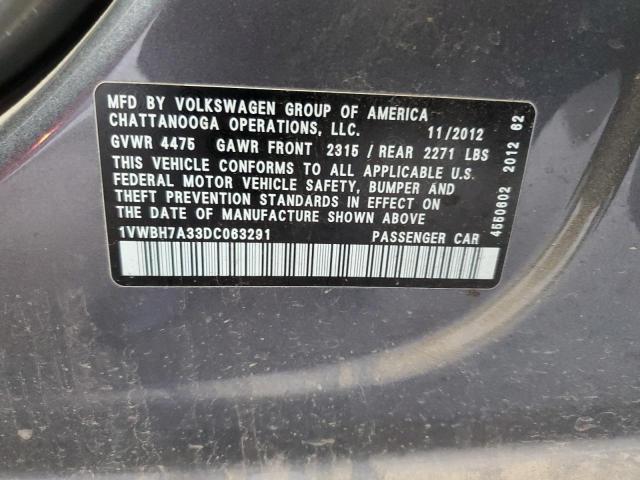 MFD BY VOLKSWAGEN GROUP OF AMERICA
CHATTANOOGA OPERATIONS, LLC. 11/2012
GVWR 4475 GAWR FRONT 2315 / REAR 2271 LBS
THIS VEHICLE CONFORMS TO ALL APPLICABLE U.S.
FEDERAL MOTOR VEHICLE SAFETY, BUMPER AND
THEFT PREVENTION STANDARDS IN EFFECT ON
THE DATE OF MANUFACTURE SHOWN ABOVE
1VWBH7A33DC063291 PASSENGER CAR
4550602 2012 62